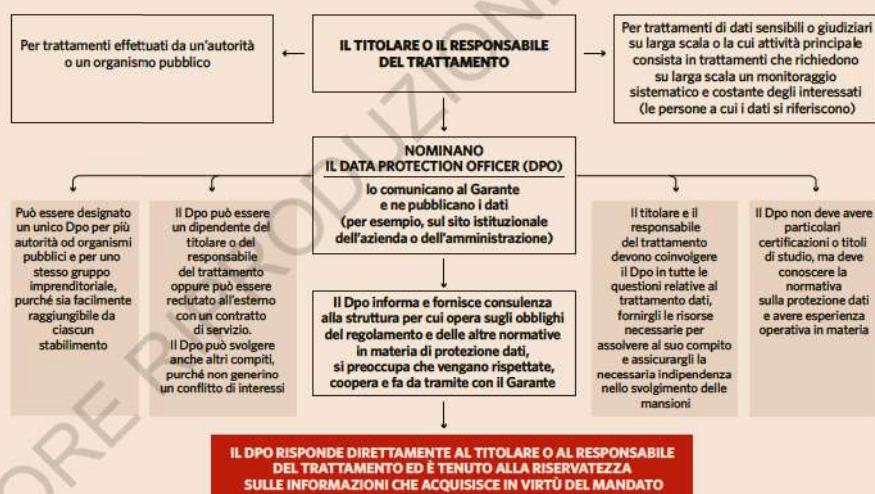 Per trattamenti effettuati da un'autorità
o un organismo pubblico
IL TITOLARE O IL RESPONSABILE
DEL TRATTAMENTO
Per trattamenti di dati sensibili o giudiziari
su larga scala o la cui attività principale
consista in trattamenti che richiedono
su larga scala un monitoraggio
sistematico e costante degli interessati
(le persone a cui i dati si riferiscono)
NOMINANO
IL DATA PROTECTION OFFICER (DPO)
lo comunicano al Garante
e ne pubblicano i dati
(per esempio, sul sito istituzionale
dell'azienda o dell'amministrazione)
Può essere designato
un unico Dpo per più
autorità od organismi
pubblici e per uno
stesso gruppo
imprenditoriale,
purché sia facilmente
raggiungibile da
ciascun
stabilimento
Il Dpo può essere
un dipendente del
titolare o del
responsabile
del trattamento
oppure può essere
reclutato all'esterno
con un contratto
di servizio.
Il Dpo può svolgere
anche altri compiti,
purché non generino
un conflitto di interessi
Il Dpo informa e fornisce consulenza
alla struttura per cui opera sugli obblighi
del regolamento e delle altre normative
in materia di protezione dati,
si preoccupa che vengano rispettate,
coopera e fa da tramite con il Garante
Il titolare e il
responsabile
del trattamento
devono coinvolgere
il Dpo in tutte le
questioni relative al
trattamento dati,
fornirgli le risorse
necessarie per
assolvere al suo compito
e assicurargli la
necessaria indipendenza
nello svolgimento delle
mansioni
Il Dpo non deve avere
particolari
certificazioni o titoli
di studio, ma deve
conoscere la
normativa
sulla protezione dati
e avere esperienza
operativa in materia
IL DPO RISPONDE DIRETTAMENTE AL TITOLARE O AL RESPONSABILE
DEL TRATTAMENTO ED È TENUTO ALLA RISERVATEZZA
SULLE INFORMAZIONI CHE ACQUISISCE IN VIRTÙ DEL MANDATO
ORE RIPRODUZIONE